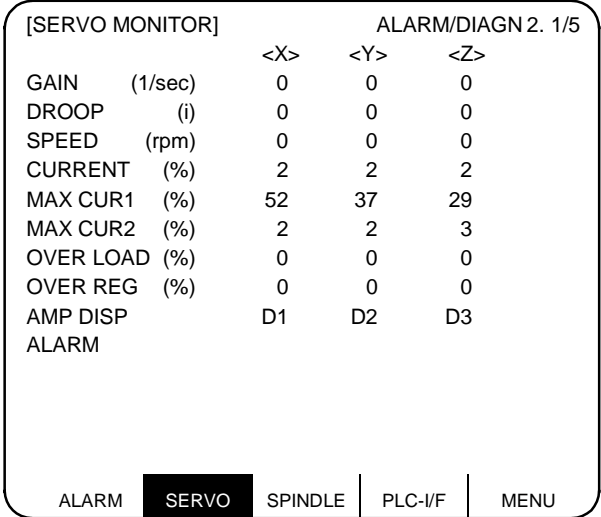 [SERVO MONITOR] ALARM/DIAGN 2. 1/5
<X> <Y> <Z>
GAIN (1/sec) 0 0 0
DROOP (i) 0 0 0
SPEED (rpm) 0 0 0
CURRENT (%) 2 2 2
MAX CUR1 (%) 52 37 29
MAX CUR2 (%) 2 2 3
OVER LOAD (%) 0 0 0
OVER REG (%) 0 0 0
AMP DISP D1 D2 D3
ALARM
ALARM SERVO SPINDLE PLC-I/F MENU